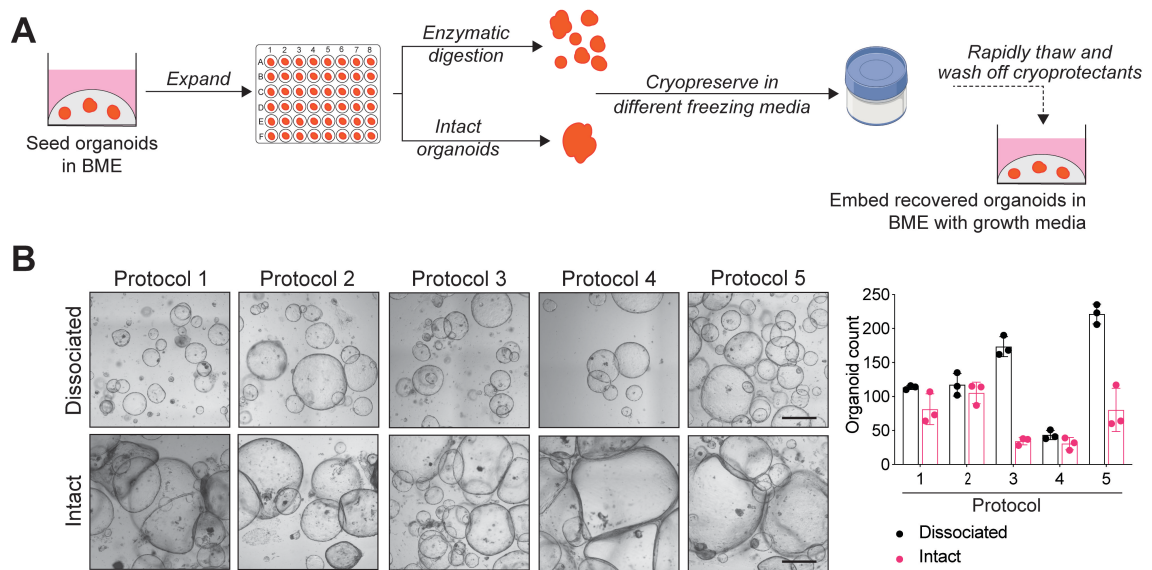 A
Seed organoids
in BME
Expand
1 2 3 4 5 6 7 8
A
B
C
D
E
F
Enzymatic
digestion
Intact
organoids
Cryopreserve in
different freezing media
Rapidly thaw and
wash off cryoprotectants
Embed recovered organoids in
BME with growth media
B
Protocol 1 Protocol 2 Protocol 3 Protocol 4 Protocol 5
Dissociated
Intact
Organoid count
250
200
150
100
50
0
1 2 3 4 5
Protocol
Dissociated
Intact